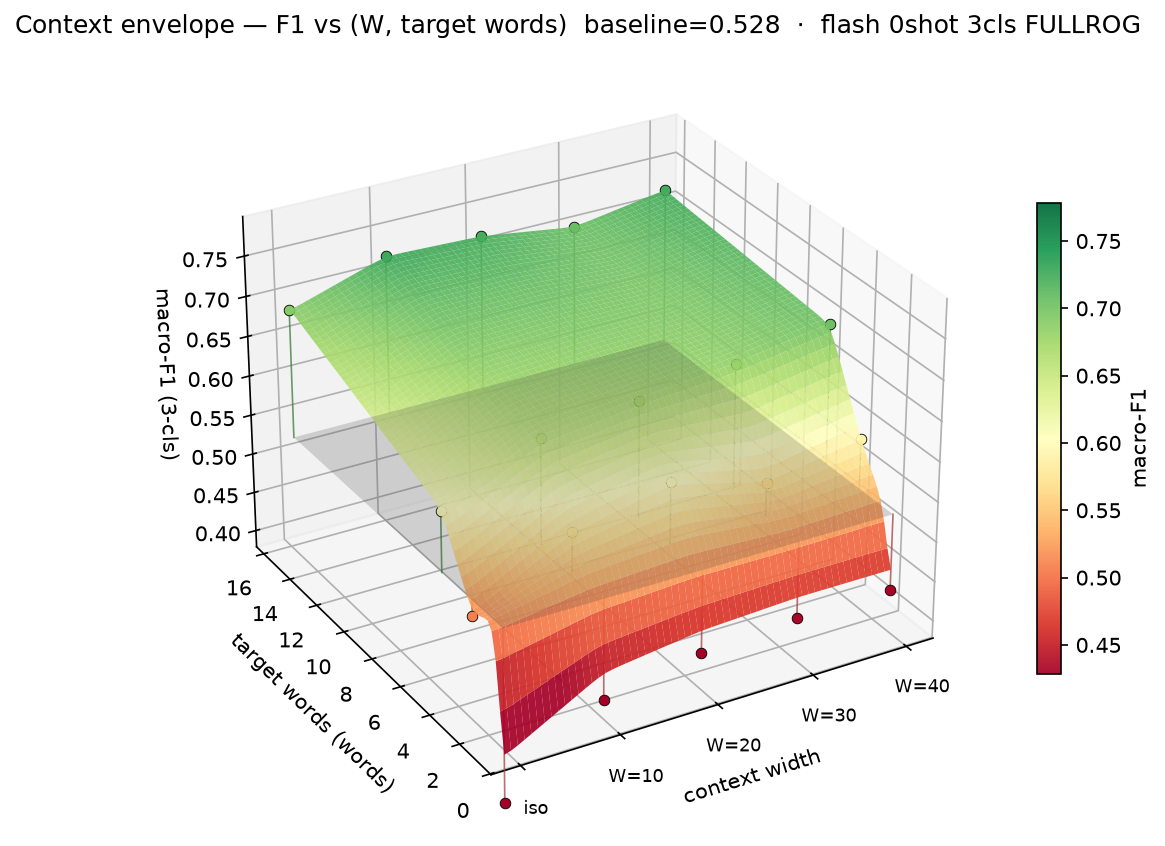 Context envelope — F1 vs (W, target words)  baseline=0.528  ·  flash 0shot 3cls FULLROG
macro-F1 (3-cls)
0.75
0.70
0.65
0.60
0.55
0.50
0.45
0.40
target words (words)
16
14
12
10
8
6
4
2
0
context width
iso
W=10
W=20
W=30
W=40
0.75
0.70
0.65
0.60
0.55
0.50
0.45
macro-F1